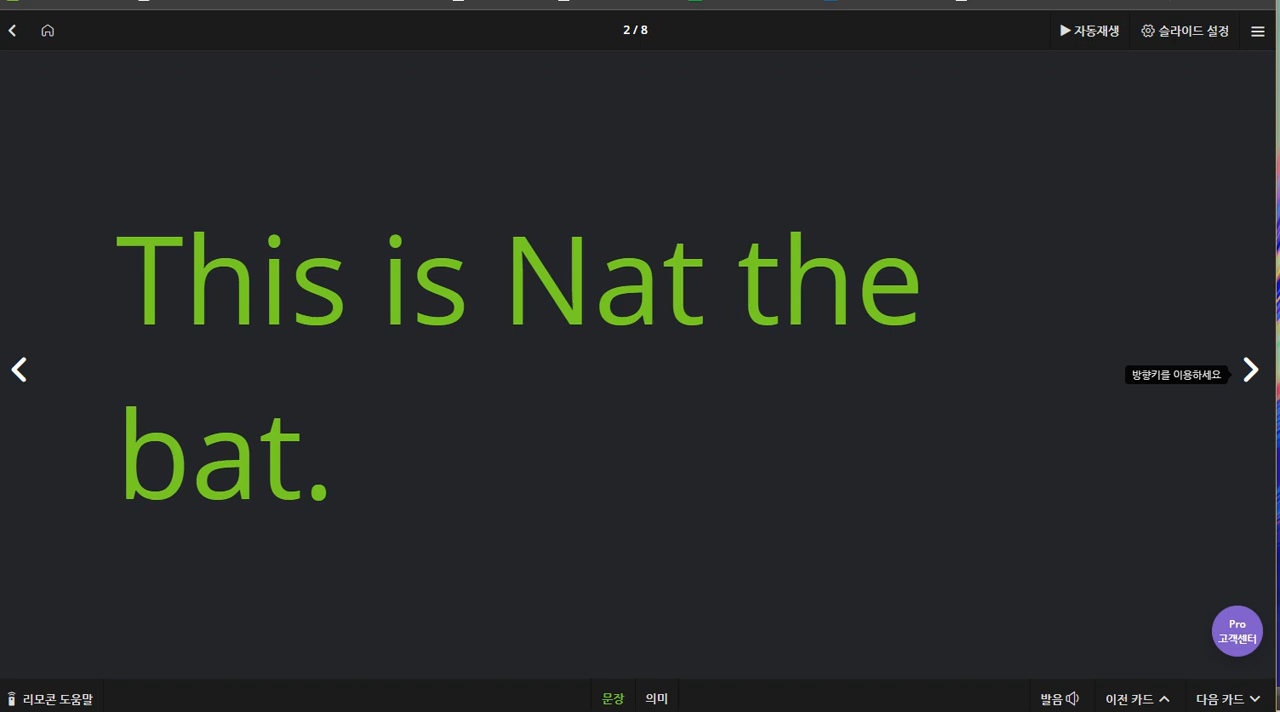 2 / 8
자동재생
슬라이드 설정
This is Nat the
bat.
방향키를 이용하세요
Pro
고객센터
리모콘 도움말
문장
의미
발음
이전 카드
다음 카드